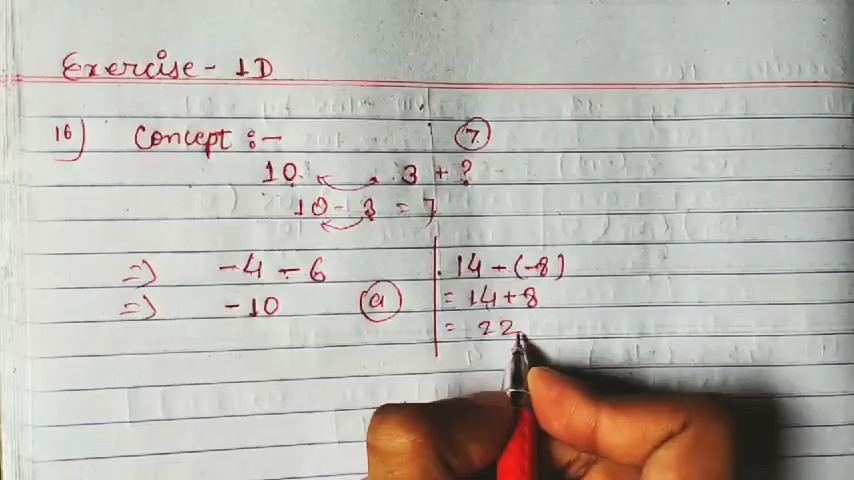 Exercise - 1D
16) Concept :-
7
10 3 + ?
10 - 3 = 7
=) -4 - 6
=) -10 (a)
14 - (-8)
= 14 + 8
= 22